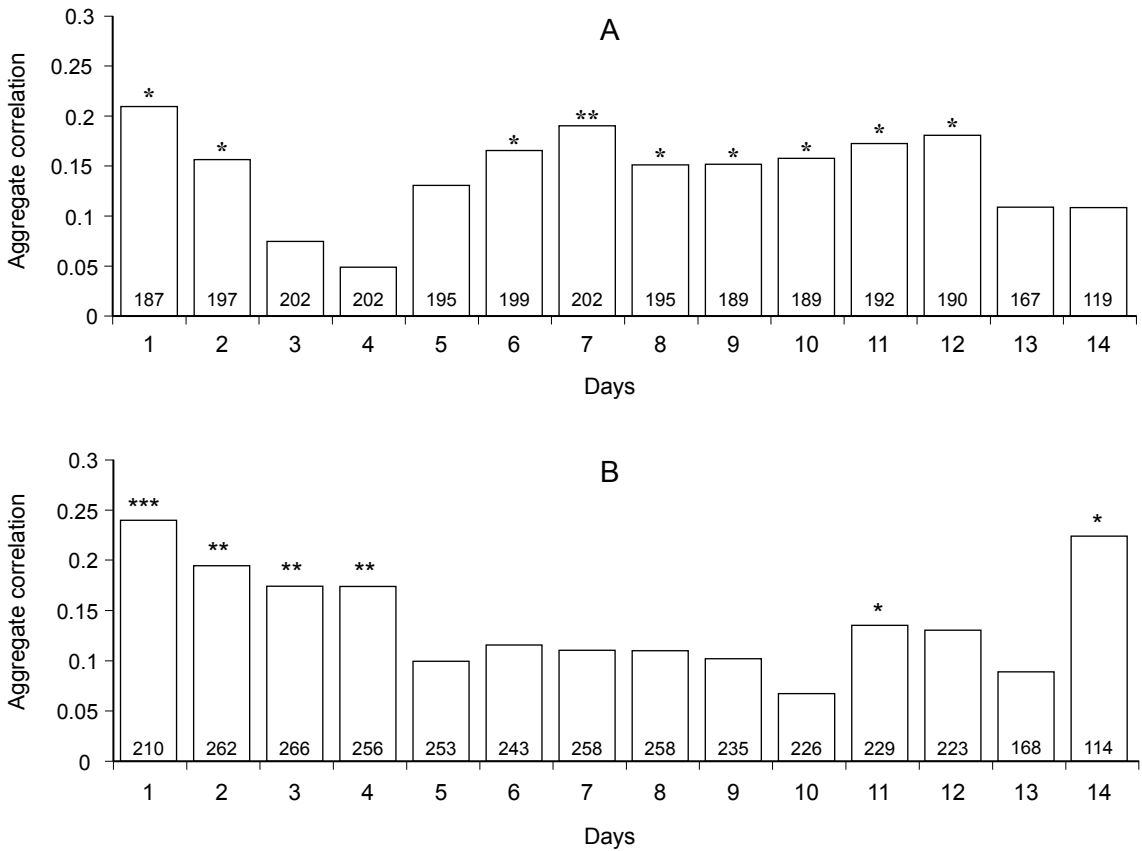 A
Aggregate correlation
0.3
0.25
0.2
0.15
0.1
0.05
0
* * * ** * * * * *
187 197 202 202 195 199 202 195 189 189 192 190 167 119
1 2 3 4 5 6 7 8 9 10 11 12 13 14
Days
B
Aggregate correlation
0.3
0.25
0.2
0.15
0.1
0.05
0
*** ** ** ** * *
210 262 266 256 253 243 258 258 235 226 229 223 168 114
1 2 3 4 5 6 7 8 9 10 11 12 13 14
Days